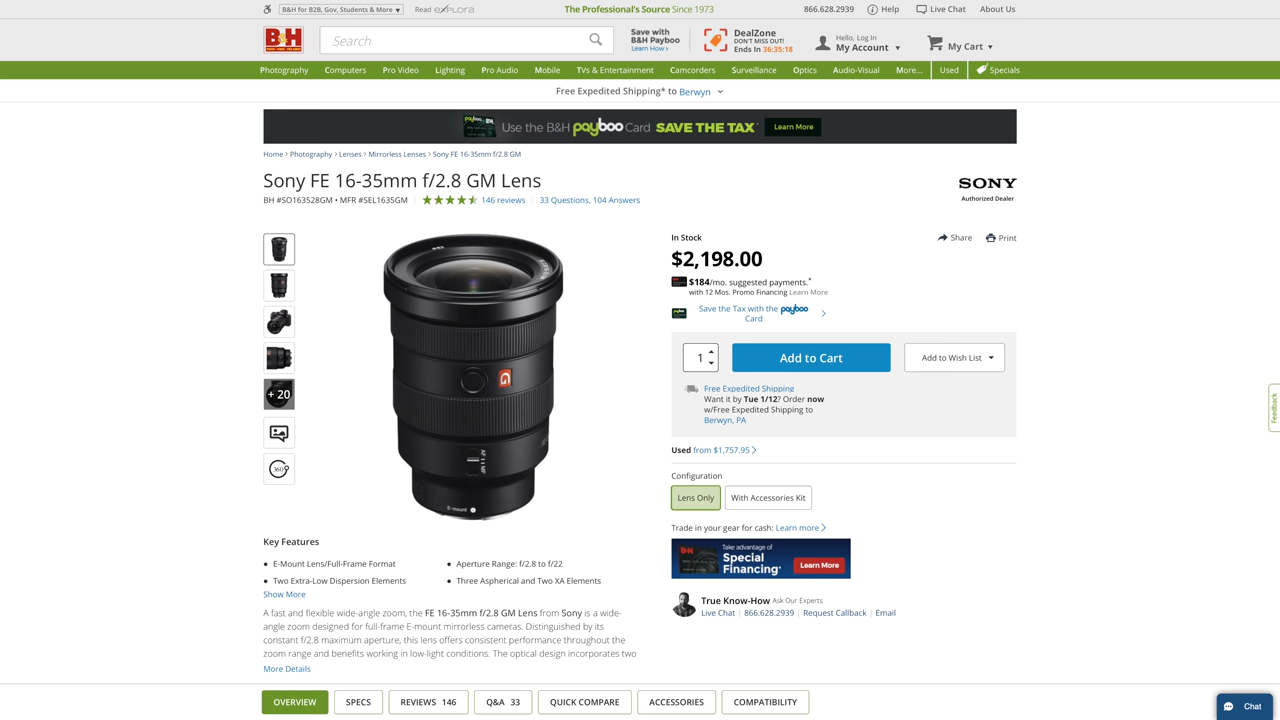 B&H for B2B, Gov, Students & More ▾
Read explora
The Professional's Source Since 1973
866.628.2939
Help
Live Chat
About Us
B&H
Search
Save with
B&H Payboo
Learn How ›
DealZone
DON'T MISS OUT!
Ends In 36:35:18
Hello, Log In
My Account ▾
My Cart ▾
Photography Computers Pro Video Lighting Pro Audio Mobile TVs & Entertainment Camcorders Surveillance Optics Audio-Visual More... Used Specials
Free Expedited Shipping* to Berwyn
Use the B&H payboo Card SAVE THE TAX Learn More
Home › Photography › Lenses › Mirrorless Lenses › Sony FE 16-35mm f/2.8 GM
Sony FE 16-35mm f/2.8 GM Lens
BH #SO163528GM • MFR #SEL1635GM
146 reviews
33 Questions, 104 Answers
SONY
Authorized Dealer
In Stock
Share
Print
$2,198.00
$184/mo. suggested payments.*
with 12 Mos. Promo Financing Learn More
Save the Tax with the payboo
Card
1
Add to Cart
Add to Wish List
Free Expedited Shipping
Want it by Tue 1/12? Order now
w/Free Expedited Shipping to
Berwyn, PA
Used from $1,757.95
Configuration
Lens Only
With Accessories Kit
Trade in your gear for cash: Learn more
Take advantage of
Special
Financing*
Learn More
True Know-How Ask Our Experts
Live Chat | 866.628.2939 | Request Callback | Email
+ 20
360°
G
AF MF
E-mount
Key Features
• E-Mount Lens/Full-Frame Format
• Aperture Range: f/2.8 to f/22
• Two Extra-Low Dispersion Elements
• Three Aspherical and Two XA Elements
Show More
A fast and flexible wide-angle zoom, the FE 16-35mm f/2.8 GM Lens from Sony is a wide-
angle zoom designed for full-frame E-mount mirrorless cameras. Distinguished by its
constant f/2.8 maximum aperture, this lens offers consistent performance throughout the
zoom range and benefits working in low-light conditions. The optical design incorporates two
More Details
Feedback
OVERVIEW
SPECS
REVIEWS 146
Q&A 33
QUICK COMPARE
ACCESSORIES
COMPATIBILITY
Chat